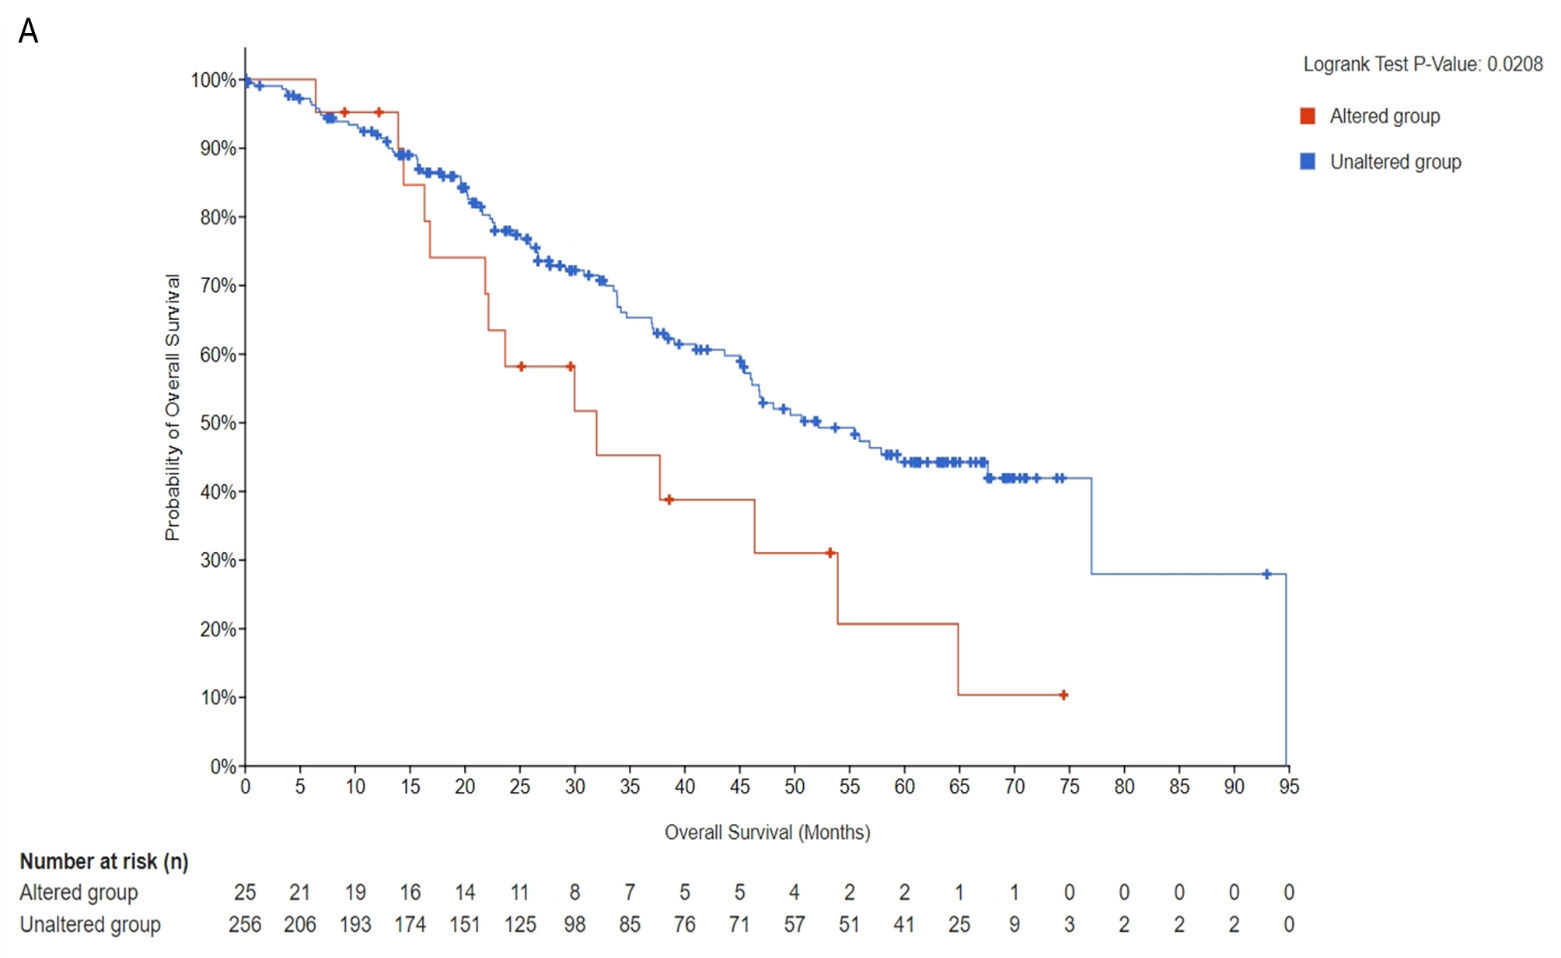 A
Logrank Test P-Value: 0.0208
Altered group
Unaltered group
Probability of Overall Survival
100%
90%
80%
70%
60%
50%
40%
30%
20%
10%
0%
0 5 10 15 20 25 30 35 40 45 50 55 60 65 70 75 80 85 90 95
Overall Survival (Months)
Number at risk (n)
Altered group 25 21 19 16 14 11 8 7 5 5 4 2 2 1 1 0 0 0 0 0
Unaltered group 256 206 193 174 151 125 98 85 76 71 57 51 41 25 9 3 2 2 2 0